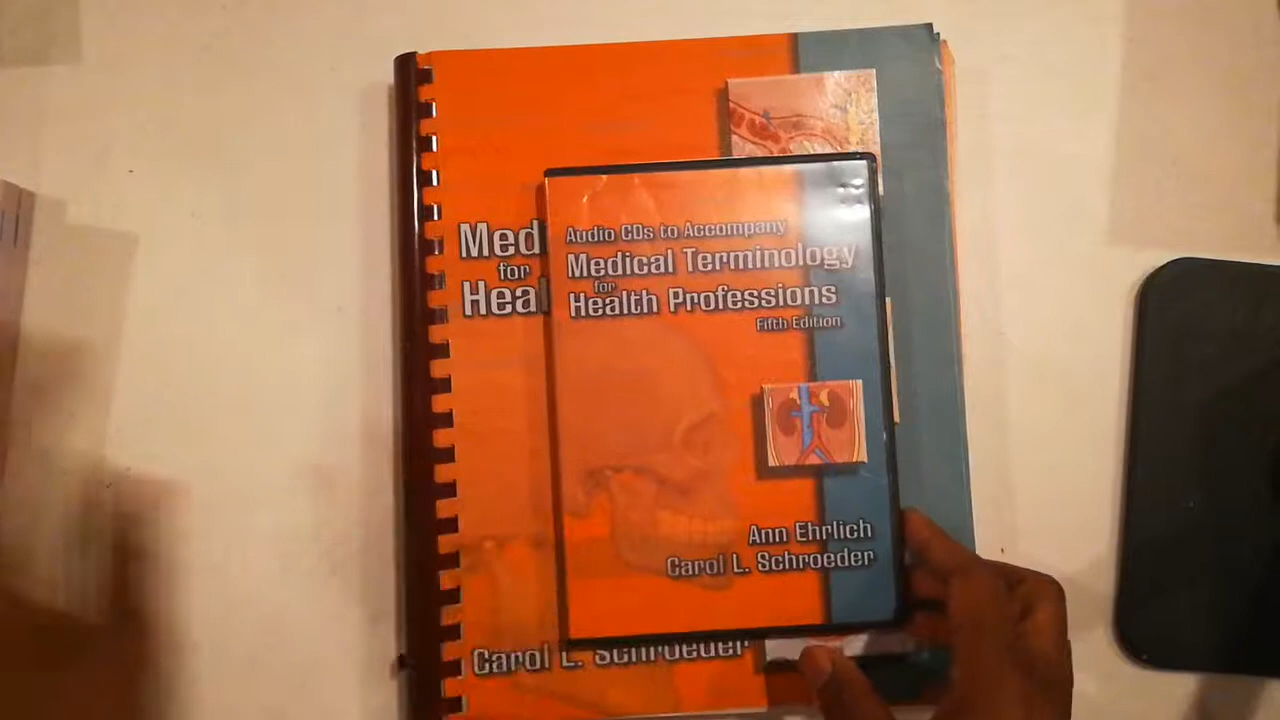 Med
for
Heal
Audio CDs to Accompany
Medical Terminology
for
Health Professions
Fifth Edition
Ann Ehrlich
Carol L. Schroeder
Carol L. Schroeder